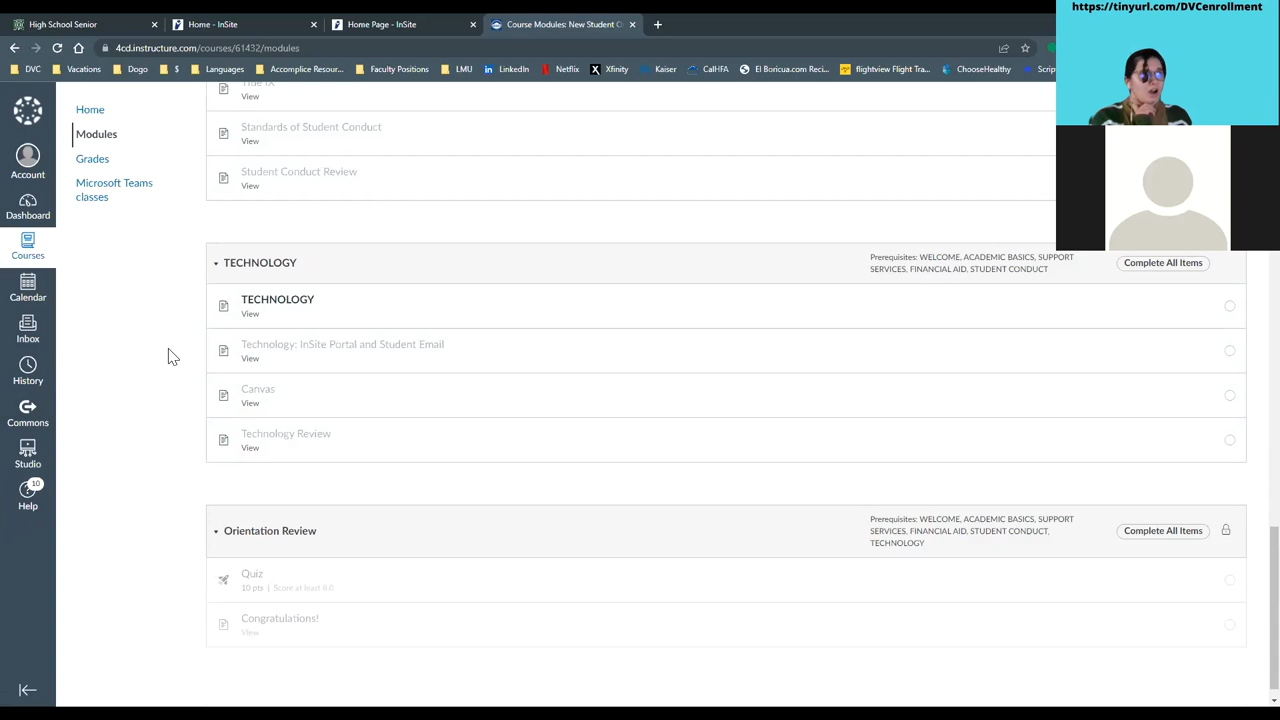 https://tinyurl.com/DVCenrollment
High School Senior
Home - InSite
Home Page - InSite
Course Modules: New Student O
4cd.instructure.com/courses/61432/modules
DVC
Vacations
Dogo
$
Languages
Accomplice Resour...
Faculty Positions
LMU
LinkedIn
Netflix
Xfinity
Kaiser
CalHFA
El Boricua.com Reci...
flightview Flight Tra...
ChooseHealthy
Scrip
Account
Dashboard
Courses
Calendar
Inbox
History
Commons
Studio
10
Help
Home
Modules
Grades
Microsoft Teams
classes
Title IX
View
Standards of Student Conduct
View
Student Conduct Review
View
TECHNOLOGY
Prerequisites: WELCOME, ACADEMIC BASICS, SUPPORT
SERVICES, FINANCIAL AID, STUDENT CONDUCT
Complete All Items
TECHNOLOGY
View
Technology: InSite Portal and Student Email
View
Canvas
View
Technology Review
View
Orientation Review
Prerequisites: WELCOME, ACADEMIC BASICS, SUPPORT
SERVICES, FINANCIAL AID, STUDENT CONDUCT,
TECHNOLOGY
Complete All Items
Quiz
10 pts | Score at least 8.0
Congratulations!
View